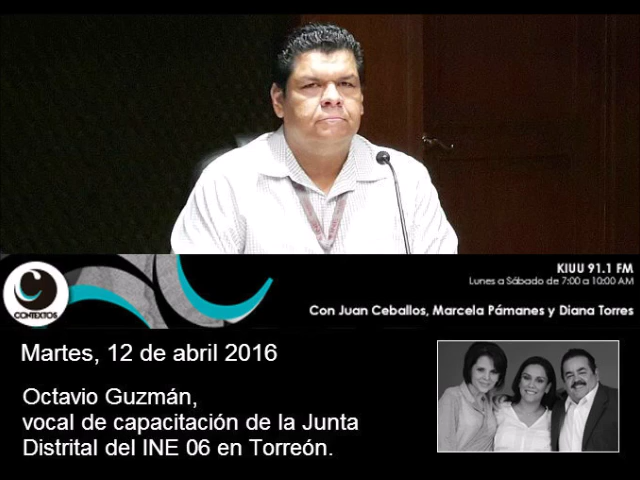 CONTEXTOS
KIUU 91.1 FM
Lunes a Sábado de 7:00 a 10:00 AM
Con Juan Ceballos, Marcela Pámanes y Diana Torres
Martes, 12 de abril 2016
Octavio Guzmán,
vocal de capacitación de la Junta
Distrital del INE 06 en Torreón.